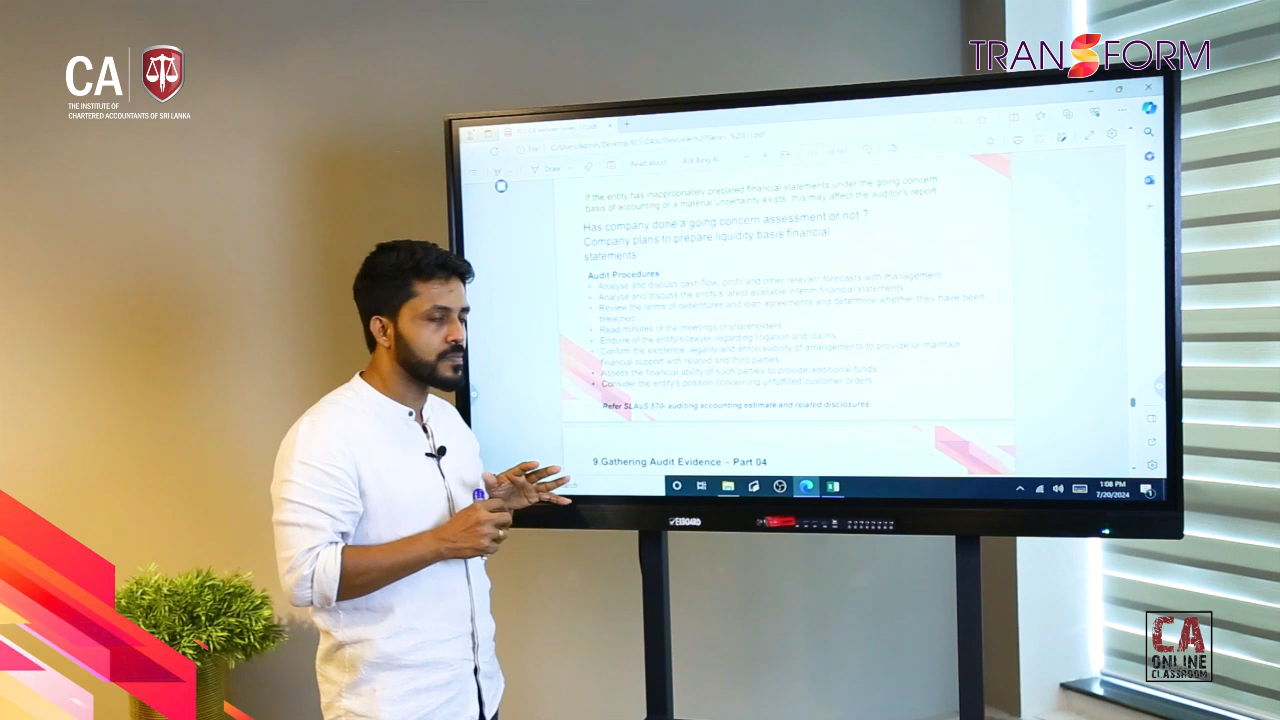 CA
THE INSTITUTE OF
CHARTERED ACCOUNTANTS OF SRI LANKA
TRANSFORM
File
Draw
Read aloud
Ask Bing AI
If the entity has inappropriately prepared financial statements under the going concern
basis of accounting or a material uncertainty exists, this may affect the auditor's report
Has company done a going concern assessment or not ?
Company plans to prepare liquidity basis financial
statements
Audit Procedures
• Analyse and discuss cash flow, profit and other relevant forecasts with management
• Analyse and discuss the entity's latest available interim financial statements
• Review the terms of debentures and loan agreements and determine whether they have been
breached
• Read minutes of the meetings of shareholders
• Enquire of the entity's lawyer regarding litigation and claims
• Confirm the existence, legality and enforceability of arrangements to provide or maintain
financial support with related and third parties
• Assess the financial ability of such parties to provide additional funds
• Consider the entity's position concerning unfulfilled customer orders
Refer SLAuS 570- auditing accounting estimate and related disclosures
9.Gathering Audit Evidence – Part 04
1:08 PM
7/20/2024
EXBOARD
CA
ONLINE
CLASSROOM